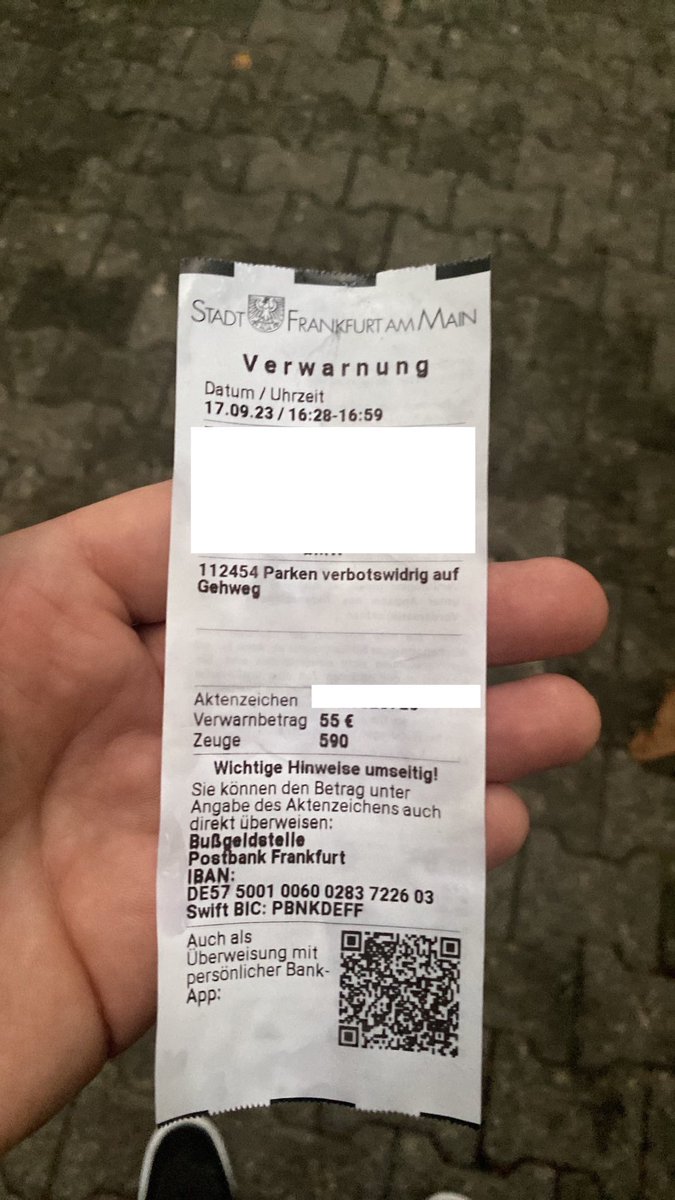 STADT FRANKFURT AM MAIN
Verwarnung
Datum / Uhrzeit
17.09.23 / 16:28-16:59
112454 Parken verbotswidrig auf
Gehweg
Aktenzeichen
Verwarnbetrag 55 €
Zeuge 590
Wichtige Hinweise umseitig!
Sie können den Betrag unter
Angabe des Aktenzeichens auch
direkt überweisen:
Bußgeldstelle
Postbank Frankfurt
IBAN:
DE57 5001 0060 0283 7226 03
Swift BIC: PBNKDEFF
Auch als
Überweisung mit
persönlicher Bank-
App: